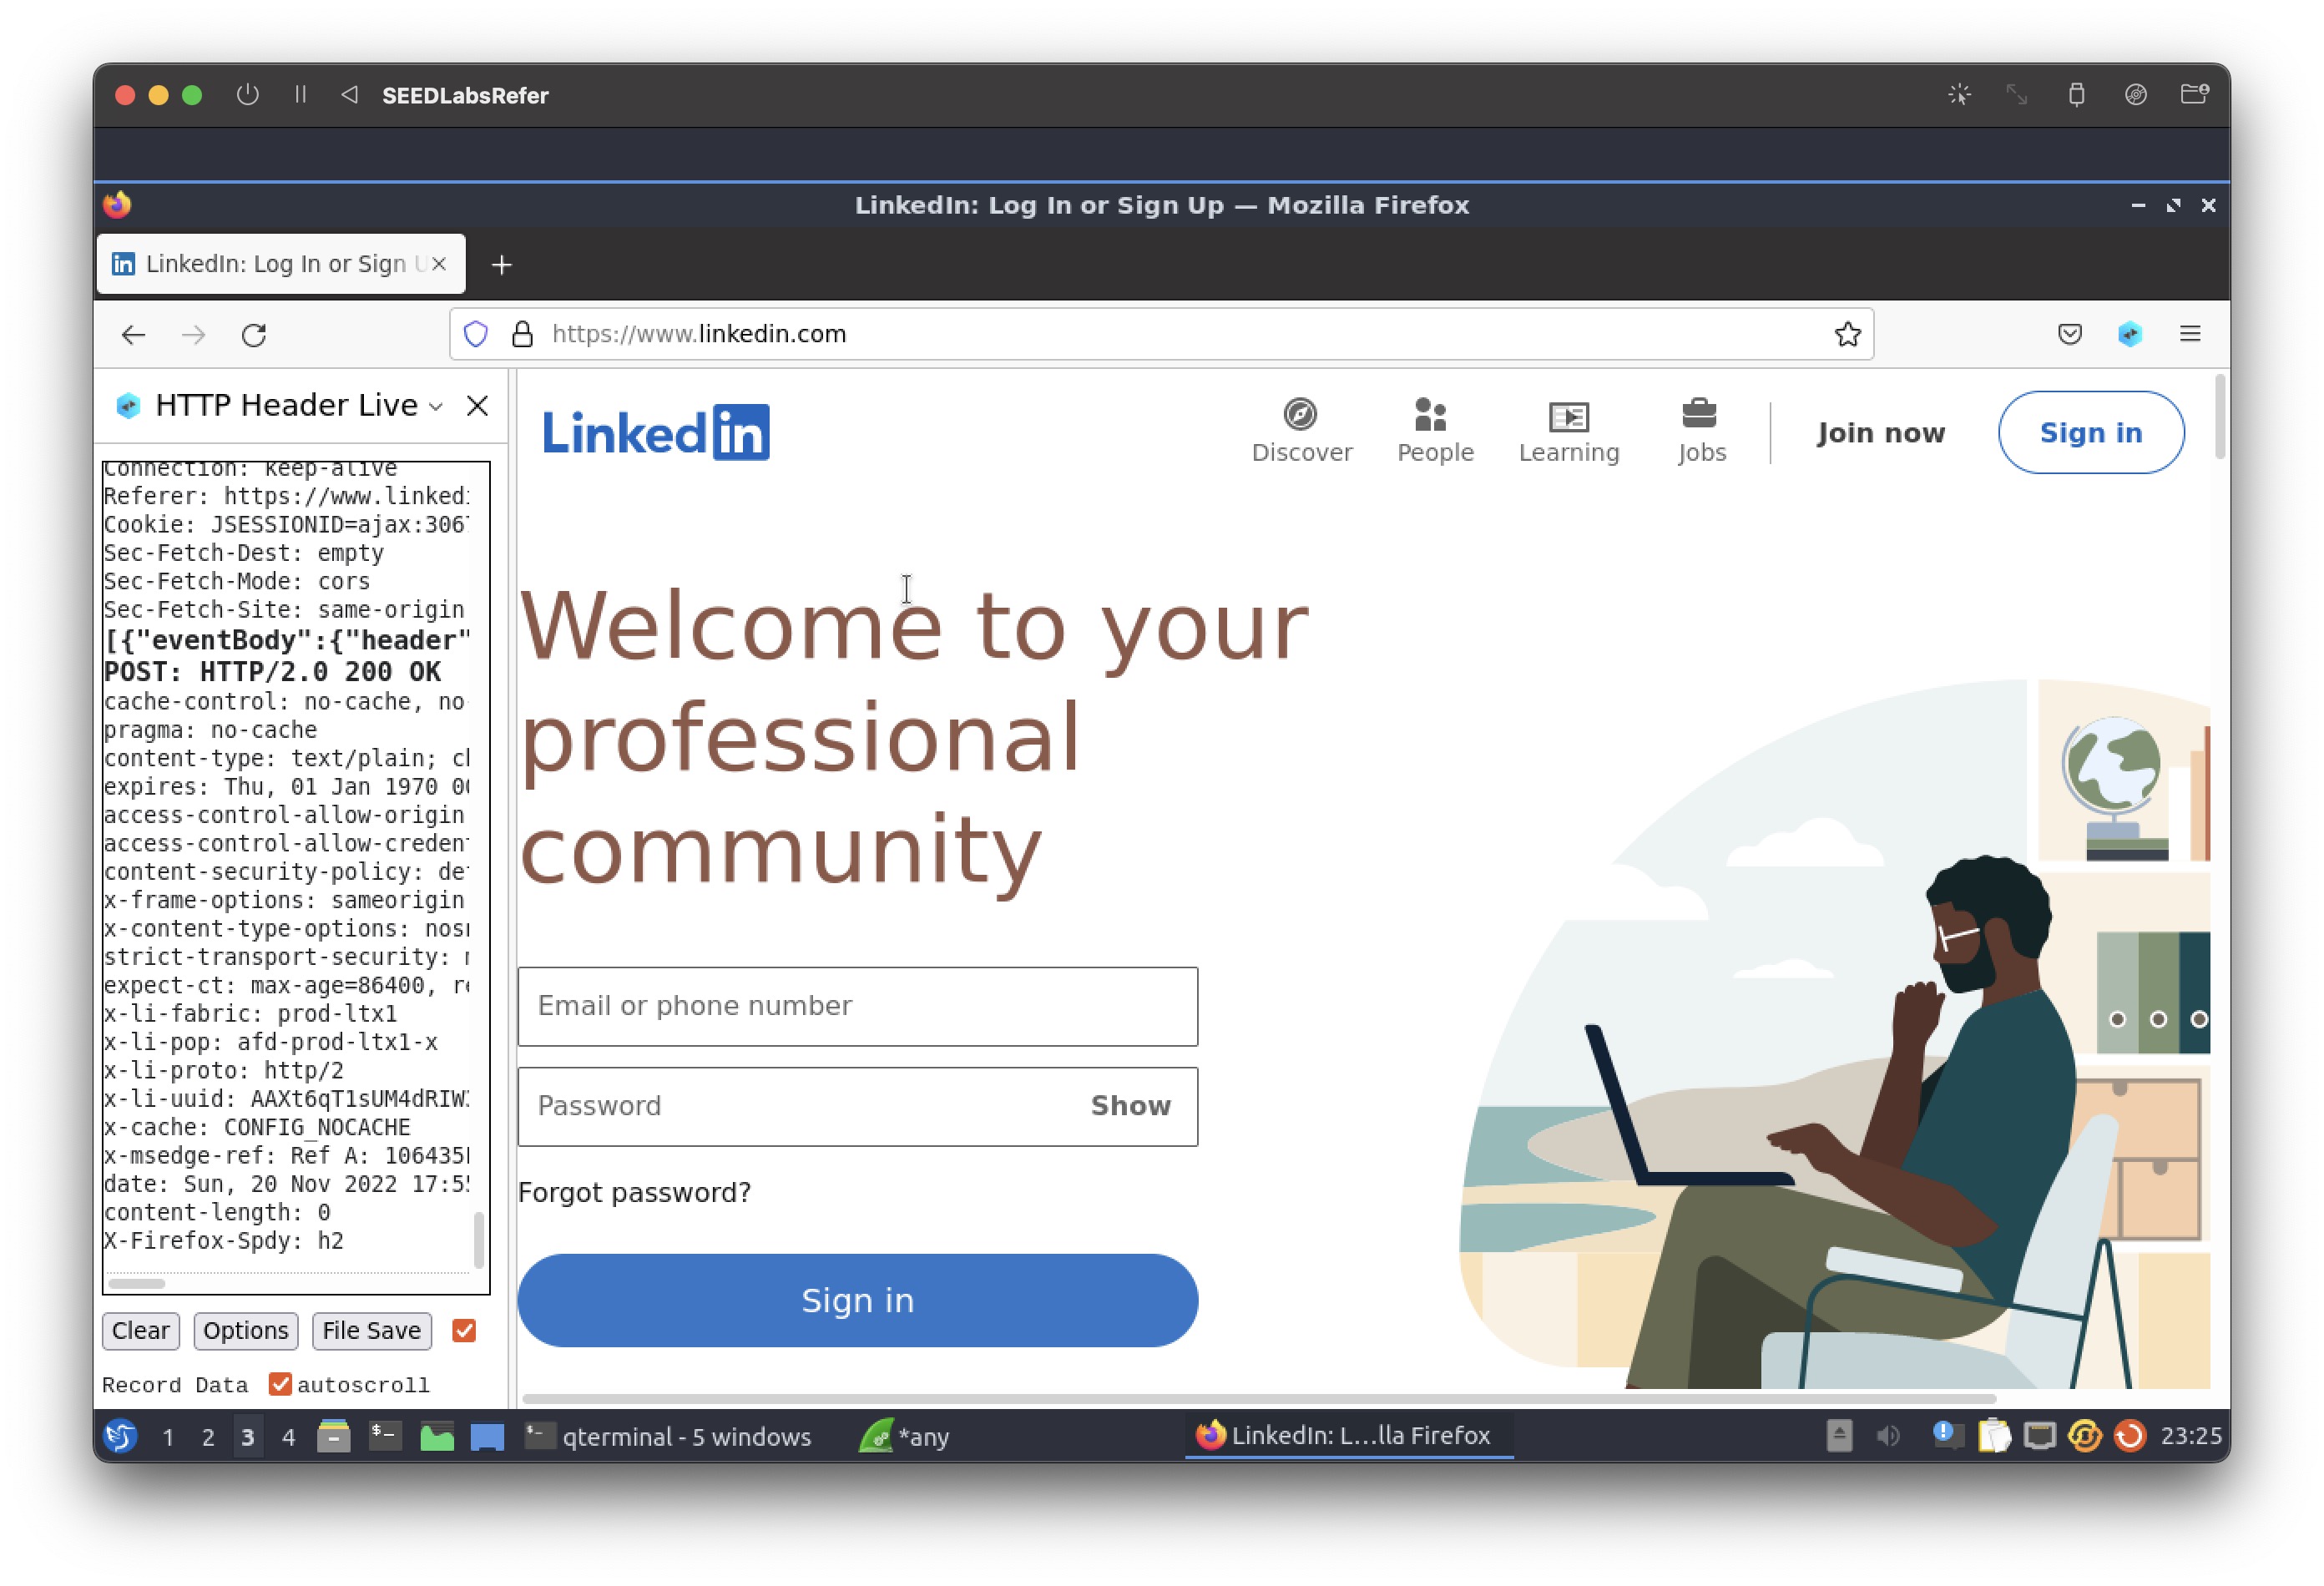 SEEDLabsRefer
LinkedIn: Log In or Sign Up — Mozilla Firefox
LinkedIn: Log In or Sign U
https://www.linkedin.com
HTTP Header Live
Connection: keep-alive
Referer: https://www.linkedi
Cookie: JSESSIONID=ajax:306
Sec-Fetch-Dest: empty
Sec-Fetch-Mode: cors
Sec-Fetch-Site: same-origin
[{"eventBody":{"header"
POST: HTTP/2.0 200 OK
cache-control: no-cache, no-
pragma: no-cache
content-type: text/plain; ch
expires: Thu, 01 Jan 1970 00
access-control-allow-origin
access-control-allow-credent
content-security-policy: def
x-frame-options: sameorigin
x-content-type-options: nosn
strict-transport-security: m
expect-ct: max-age=86400, re
x-li-fabric: prod-ltx1
x-li-pop: afd-prod-ltx1-x
x-li-proto: http/2
x-li-uuid: AAXt6qT1sUM4dRIW
x-cache: CONFIG_NOCACHE
x-msedge-ref: Ref A: 106435
date: Sun, 20 Nov 2022 17:55
content-length: 0
X-Firefox-Spdy: h2
Clear Options File Save
Record Data autoscroll
Linked in
Discover People Learning Jobs Join now Sign in
Welcome to your
professional
community
Email or phone number
Password Show
Forgot password?
Sign in
1 2 3 4 qterminal - 5 windows *any LinkedIn: L...lla Firefox 23:25